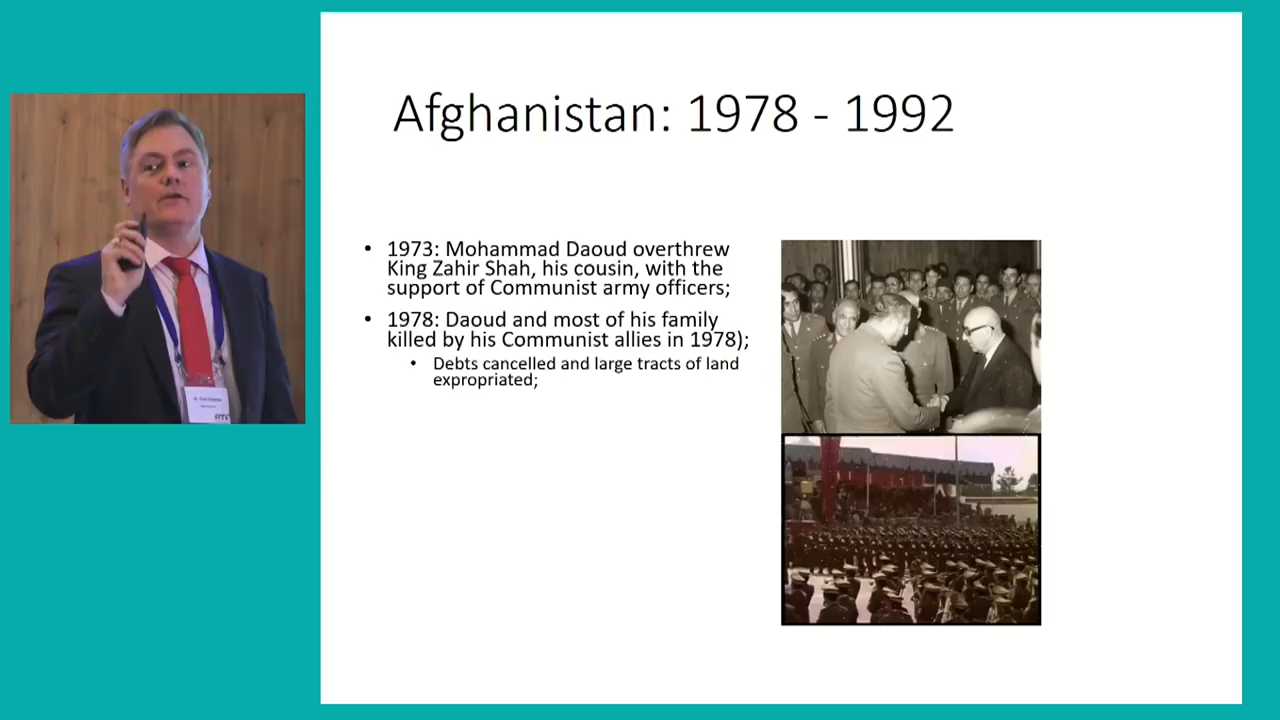 Afghanistan: 1978 - 1992
• 1973: Mohammad Daoud overthrew
King Zahir Shah, his cousin, with the
support of Communist army officers;
• 1978: Daoud and most of his family
killed by his Communist allies in 1978);
• Debts cancelled and large tracts of land
expropriated;